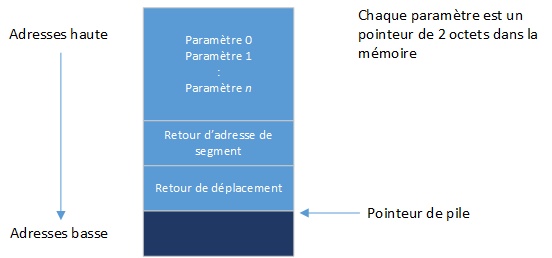 Adresses haute
Paramètre 0
Paramètre 1
:
Paramètre n
Chaque paramètre est un
pointeur de 2 octets dans la
mémoire
Retour d'adresse de
segment
Retour de déplacement
Pointeur de pile
Adresses basse